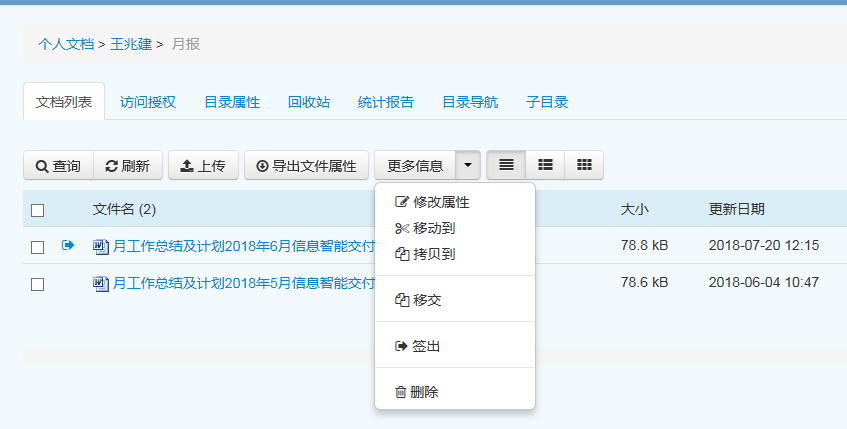 个人文档 > 王兆建 > 月报
文档列表 访问授权 目录属性 回收站 统计报告 目录导航 子目录
查询 刷新 上传 导出文件属性 更多信息
修改属性
移动到
拷贝到
移交
签出
删除
文件名 (2) 大小 更新日期
月工作总结及计划2018年6月信息智能交付 78.8 kB 2018-07-20 12:15
月工作总结及计划2018年5月信息智能交付 78.6 kB 2018-06-04 10:47